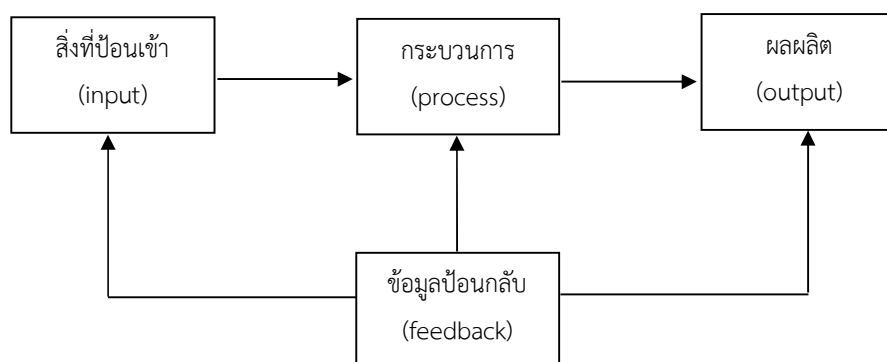 สิ่งที่ป้อนเข้า
(input)
กระบวนการ
(process)
ผลผลิต
(output)
ข้อมูลป้อนกลับ
(feedback)